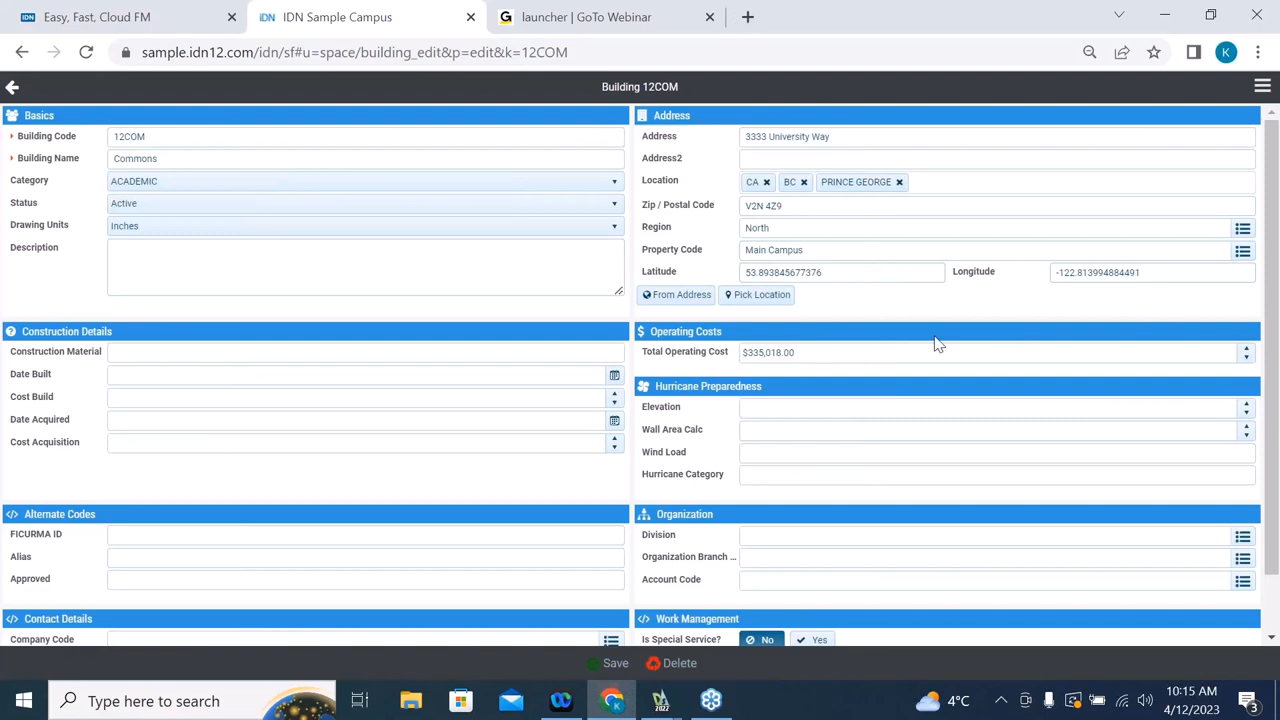 Easy, Fast, Cloud FM
IDN Sample Campus
launcher | GoTo Webinar
sample.idn12.com/idn/sf#u=space/building_edit&p=edit&k=12COM
K
Building 12COM
Basics
Building Code 12COM
Building Name Commons
Category ACADEMIC
Status Active
Drawing Units Inches
Description
Address
Address 3333 University Way
Address2
Location CA BC PRINCE GEORGE
Zip / Postal Code V2N 4Z9
Region North
Property Code Main Campus
Latitude 53.893845677376 Longitude -122.813994884491
From Address Pick Location
Construction Details
Construction Material
Date Built
Cost Build
Date Acquired
Cost Acquisition
Operating Costs
Total Operating Cost $335,018.00
Hurricane Preparedness
Elevation
Wall Area Calc
Wind Load
Hurricane Category
Alternate Codes
FICURMA ID
Alias
Approved
Organization
Division
Organization Branch ...
Account Code
Contact Details
Company Code
Work Management
Is Special Service? No Yes
Save Delete
Type here to search
2022
4°C
10:15 AM
4/12/2023
3